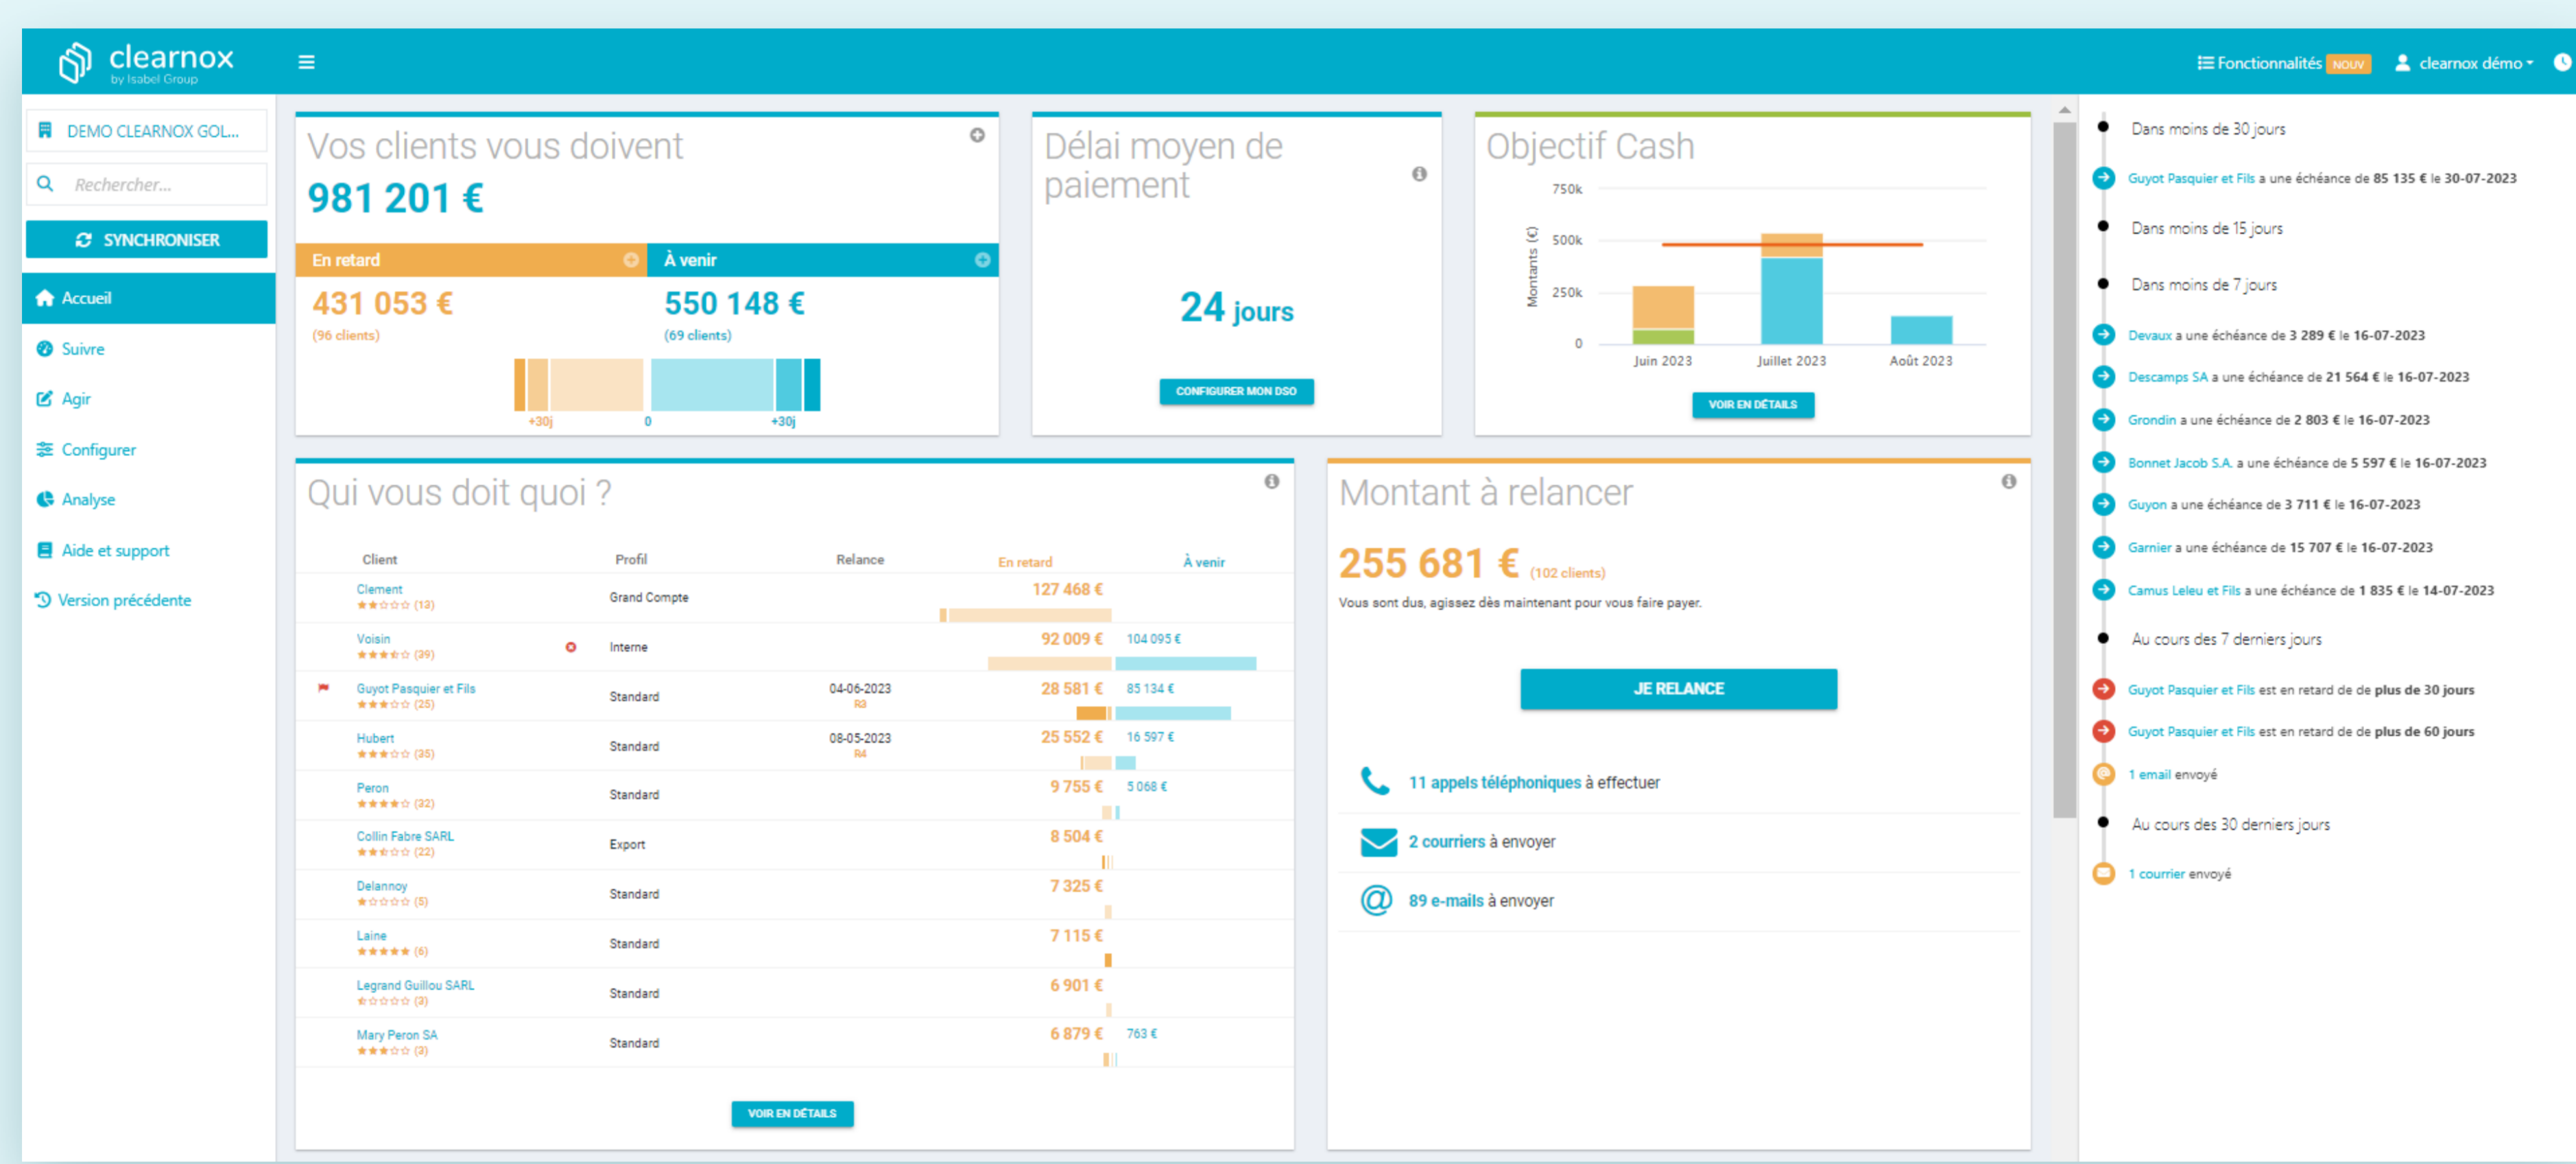 clearnox
by Isabel Group
Fonctionnalités NOUV
clearnox démo
DEMO CLEARNOX GOL...
Rechercher...
SYNCHRONISER
Accueil
Suivre
Agir
Configurer
Analyse
Aide et support
Version précédente
Vos clients vous doivent
981 201 €
En retard
À venir
431 053 €
550 148 €
(96 clients)
(69 clients)
+30j 0 +30j
Délai moyen de
paiement
24 jours
CONFIGURER MON DSO
Objectif Cash
Montants (€)
750k
500k
250k
0
Juin 2023 Juillet 2023 Août 2023
VOIR EN DÉTAILS
Qui vous doit quoi ?
Client Profil Relance En retard À venir
Clement
(13)
Grand Compte
127 468 €
Voisin
(39)
Interne
92 009 € 104 095 €
Guyot Pasquier et Fils
(25)
Standard
04-06-2023
R3
28 581 € 85 134 €
Hubert
(35)
Standard
08-05-2023
R4
25 552 € 16 597 €
Peron
(32)
Standard
9 755 € 5 068 €
Collin Fabre SARL
(22)
Export
8 504 €
Delannoy
(5)
Standard
7 325 €
Laine
(6)
Standard
7 115 €
Legrand Guillou SARL
(3)
Standard
6 901 €
Mary Peron SA
(3)
Standard
6 879 € 763 €
VOIR EN DÉTAILS
Montant à relancer
255 681 € (102 clients)
Vous sont dus, agissez dès maintenant pour vous faire payer.
JE RELANCE
11 appels téléphoniques à effectuer
2 courriers à envoyer
@ 89 e-mails à envoyer
Dans moins de 30 jours
Guyot Pasquier et Fils a une échéance de 85 135 € le 30-07-2023
Dans moins de 15 jours
Dans moins de 7 jours
Devaux a une échéance de 3 289 € le 16-07-2023
Descamps SA a une échéance de 21 564 € le 16-07-2023
Grondin a une échéance de 2 803 € le 16-07-2023
Bonnet Jacob S.A. a une échéance de 5 597 € le 16-07-2023
Guyon a une échéance de 3 711 € le 16-07-2023
Garnier a une échéance de 15 707 € le 16-07-2023
Camus Leleu et Fils a une échéance de 1 835 € le 14-07-2023
Au cours des 7 derniers jours
Guyot Pasquier et Fils est en retard de de plus de 30 jours
Guyot Pasquier et Fils est en retard de de plus de 60 jours
1 email envoyé
Au cours des 30 derniers jours
1 courrier envoyé